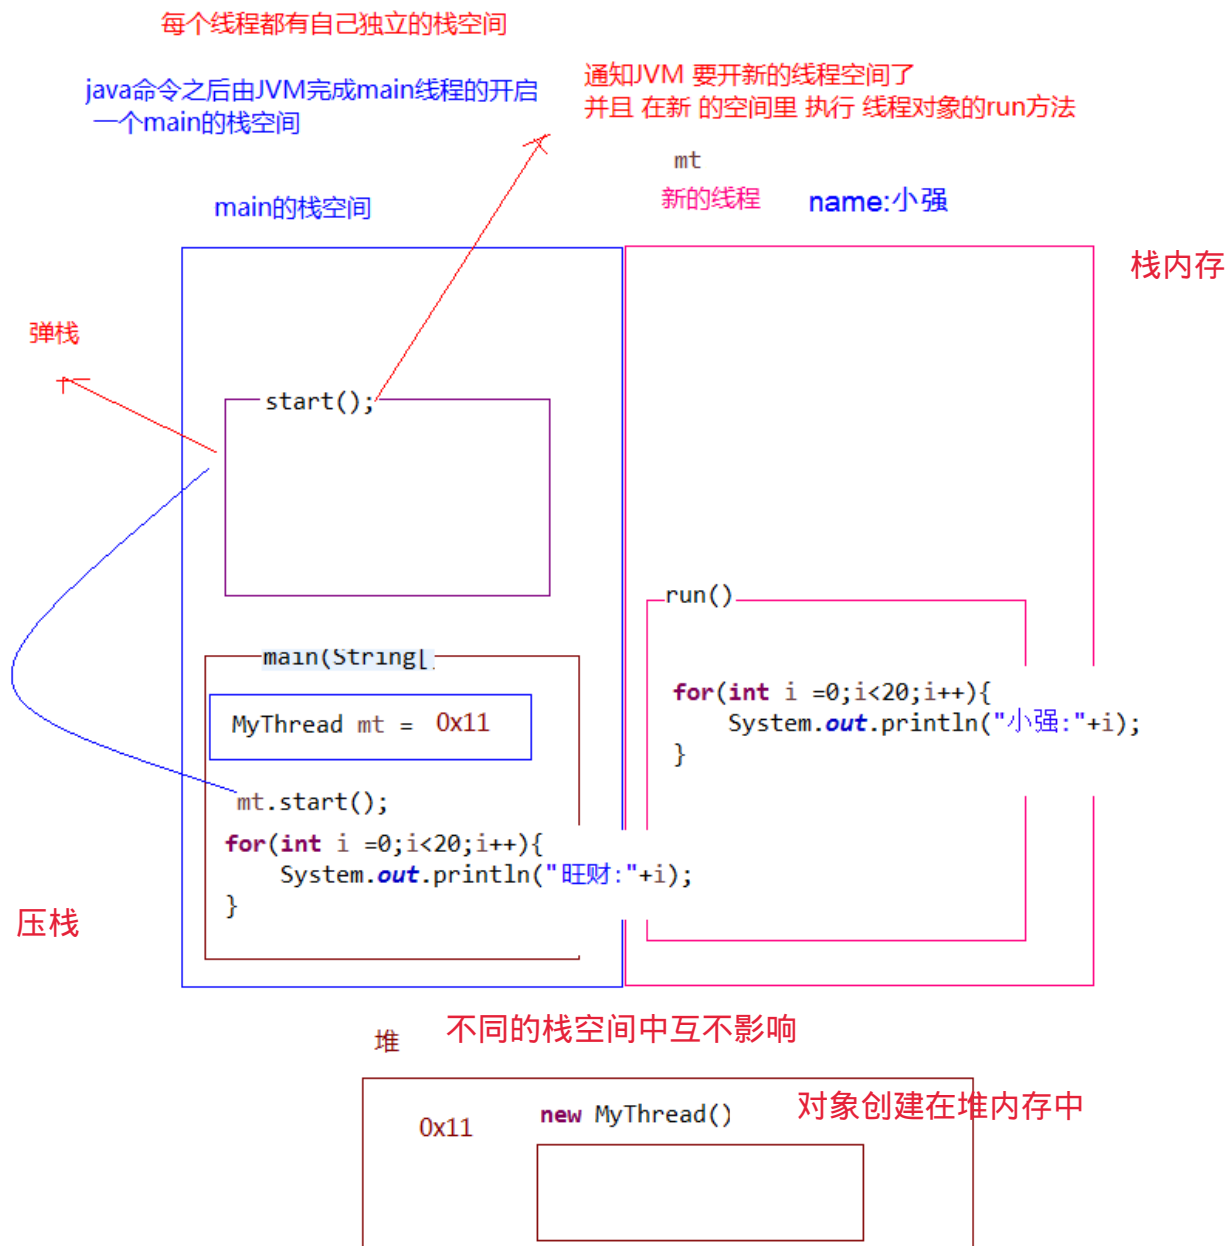 每个线程都有自己独立的栈空间
java命令之后由JVM完成main线程的开启
一个main的栈空间
通知JVM 要开新的线程空间了
并且 在新 的空间里 执行 线程对象的run方法
mt
新的线程 name:小强
main的栈空间
栈内存
弹栈
start();
run()
for(int i =0;i<20;i++){
System.out.println("小强:"+i);
}
main(String[
MyThread mt = 0x11
mt.start();
for(int i =0;i<20;i++){
System.out.println("旺财:"+i);
}
压栈
不同的栈空间中互不影响
堆
对象创建在堆内存中
0x11
new MyThread()